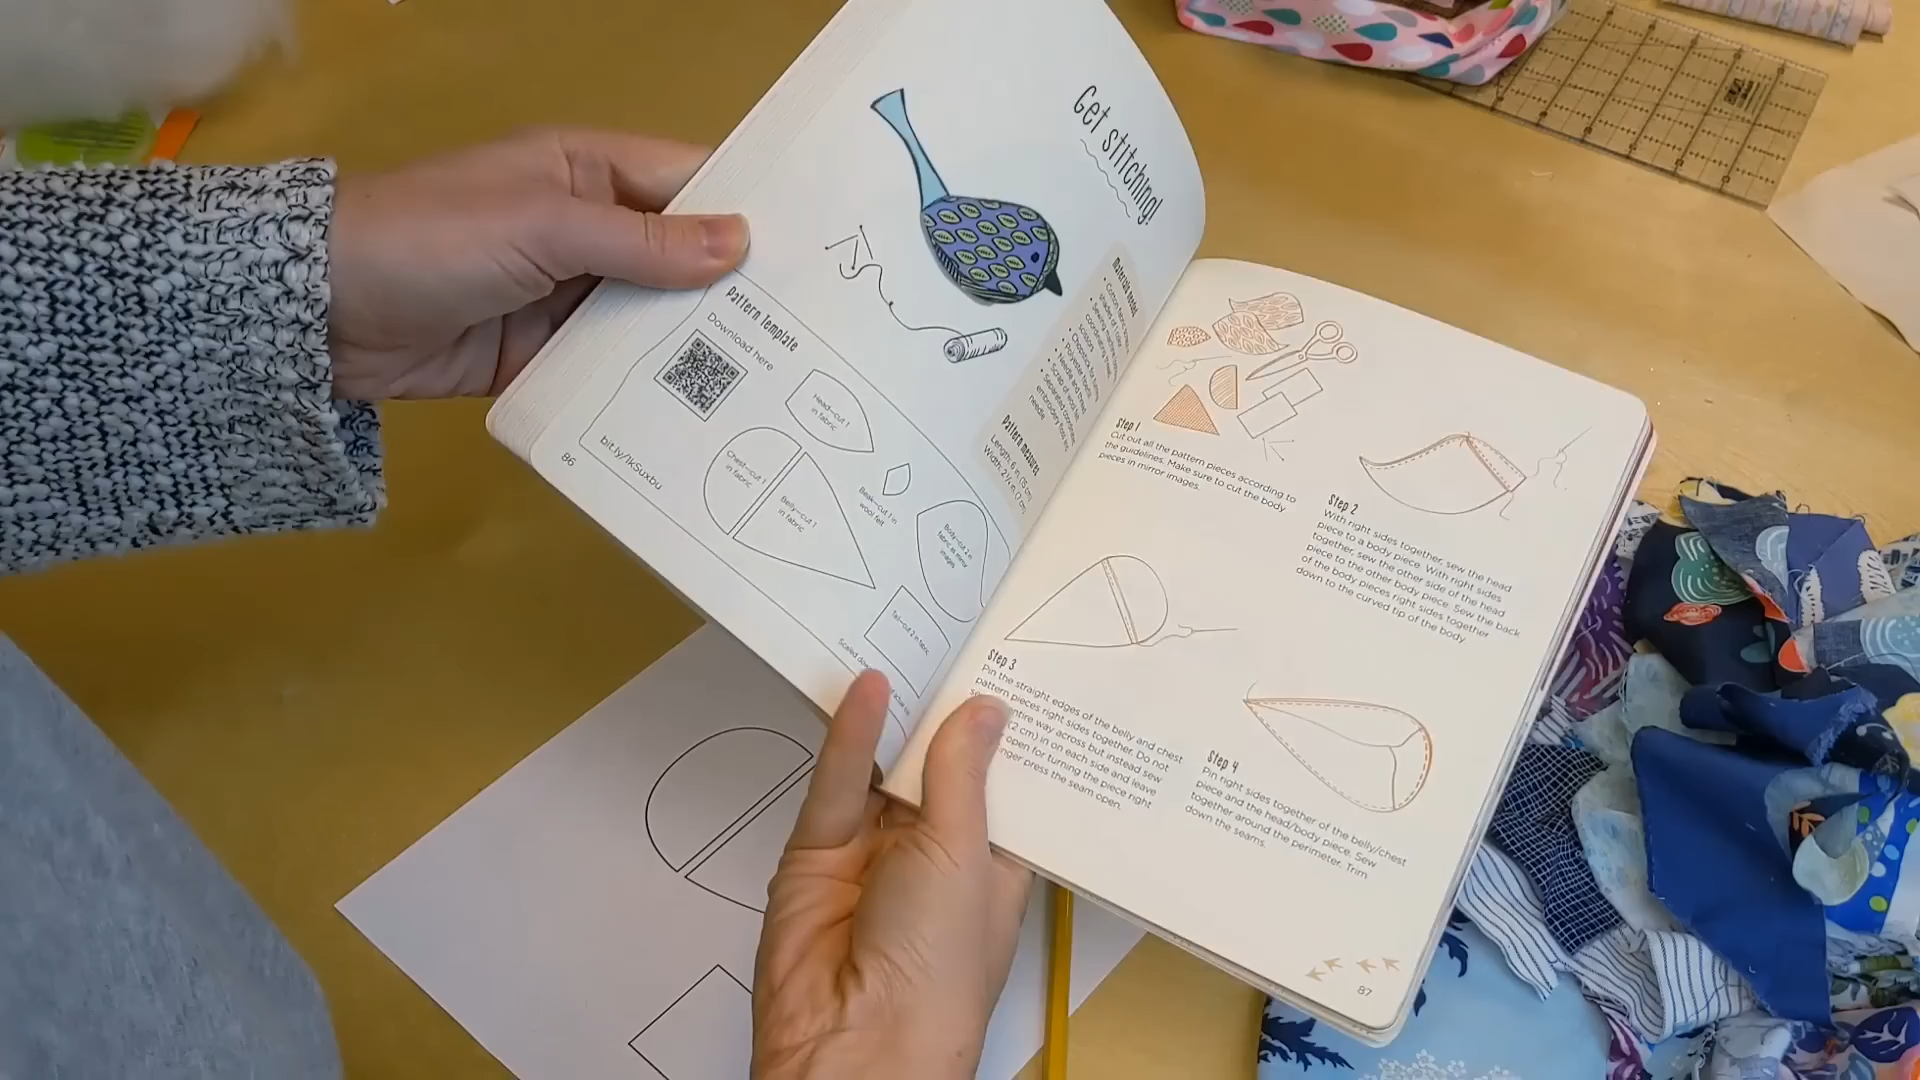 Get stitching!
Materials needed
• Cotton fabric
Pattern measures
Length: 6 in. (15 cm)
Pattern Template
Download here
bit.ly/1kSuxbu
Head—cut 1
in fabric
Chest—cut 1
in fabric
Belly—cut 1
in fabric
Beak—cut 1 in
wool felt
Body—cut 2 in
fabric as mirror
images
Tail—cut 2 in fabric
86
Step 1
Cut out all the pattern pieces according to
the guidelines. Make sure to cut the body
pieces in mirror images.
Step 2
With right sides together, sew the head
piece to a body piece. With right sides
together, sew the other side of the head
piece to the other body piece. Sew the back
of the body pieces right sides together
down to the curved tip of the body.
Step 3
Pin the straight edges of the belly and chest
pattern pieces right sides together. Do not
entire way across but instead sew
(2 cm) in on each side and leave
open for turning the piece right
press the seam open.
Step 4
Pin right sides together of the belly/chest
piece and the head/body piece. Sew
together around the perimeter. Trim
down the seams.
87